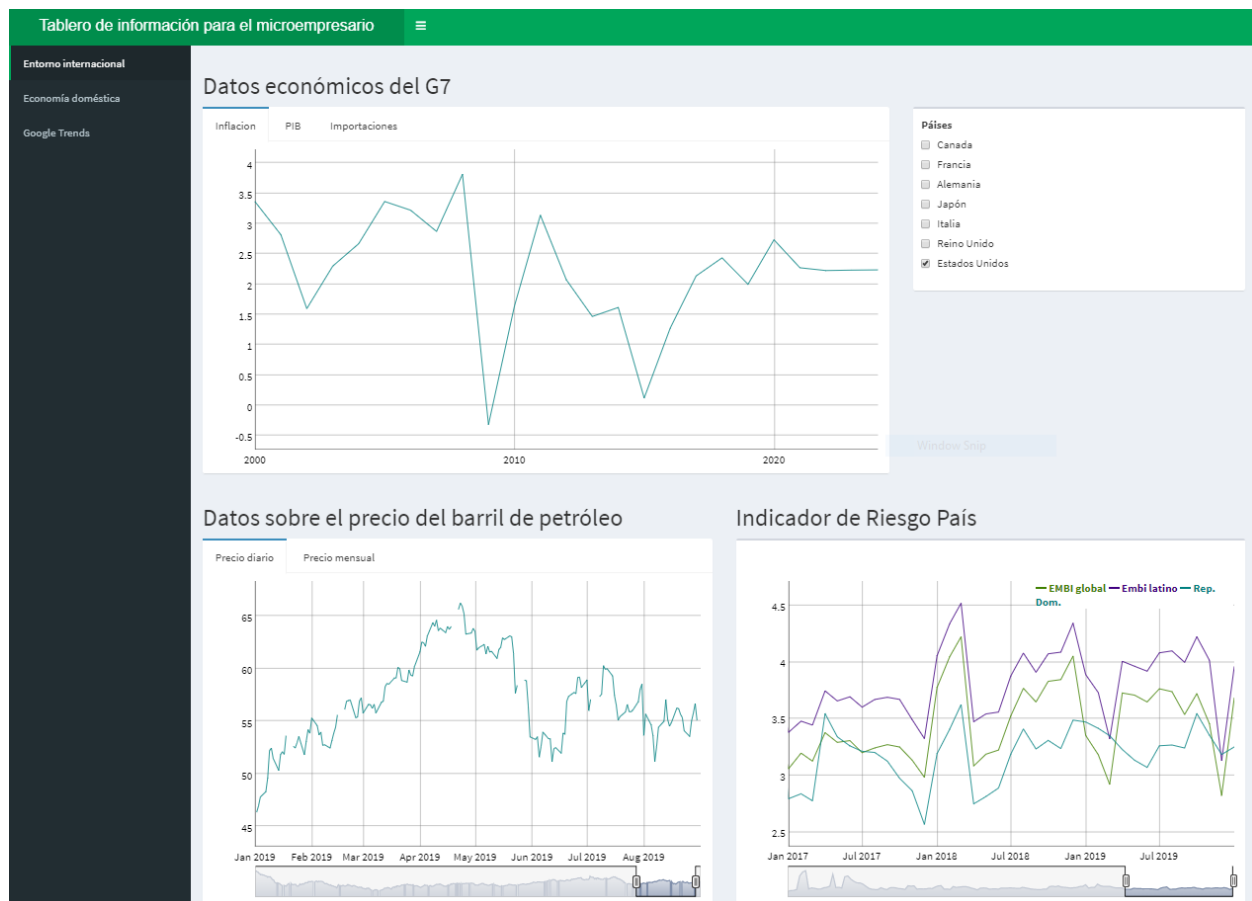 Tablero de información para el microempresario
Entorno internacional
Economía doméstica
Google Trends
Datos económicos del G7
Inflacion PIB Importaciones
4
3.5
3
2.5
2
1.5
1
0.5
0
-0.5
2000 2010 2020
Páises
Canada
Francia
Alemania
Japón
Italia
Reino Unido
Estados Unidos
Window Snip
Datos sobre el precio del barril de petróleo
Precio diario Precio mensual
65
60
55
50
45
Jan 2019 Feb 2019 Mar 2019 Apr 2019 May 2019 Jun 2019 Jul 2019 Aug 2019
Indicador de Riesgo País
EMBI global Embi latino Rep.
Dom.
4.5
4
3.5
3
2.5
Jan 2017 Jul 2017 Jan 2018 Jul 2018 Jan 2019 Jul 2019